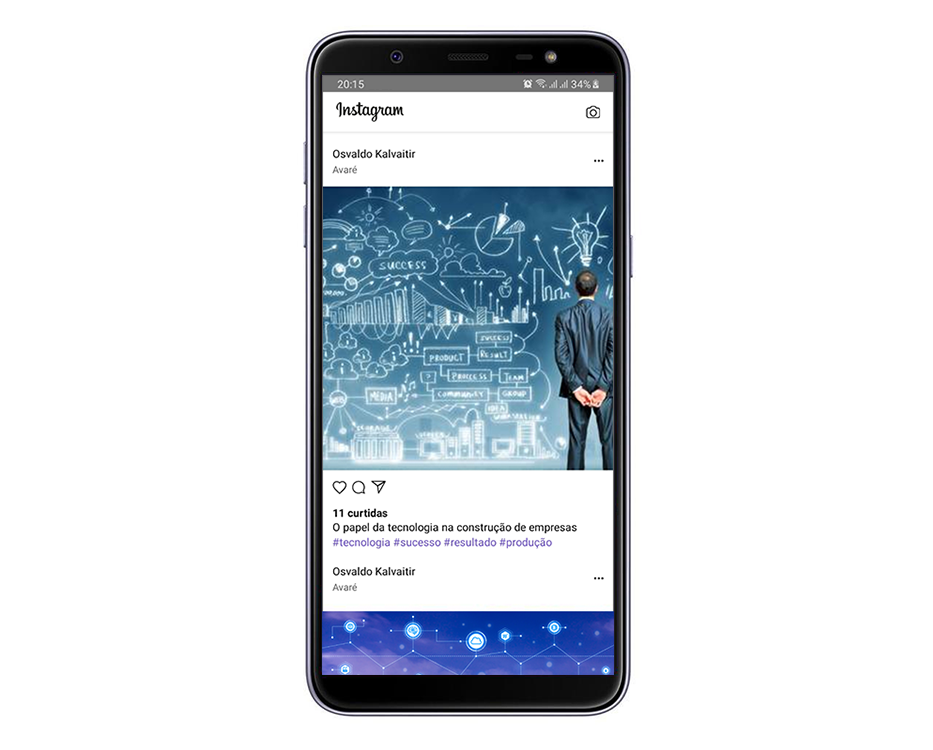 20:15
34%
Instagram
Osvaldo Kalvaitir
Avaré
SUCCESS
SUCCESS
PRODUCT
RESULT
PROCESS
TEAM
MEDIA
COMMUNITY
GROUP
IDEA
STORAGE
11 curtidas
O papel da tecnologia na construção de empresas
#tecnologia #sucesso #resultado #produção
Osvaldo Kalvaitir
Avaré